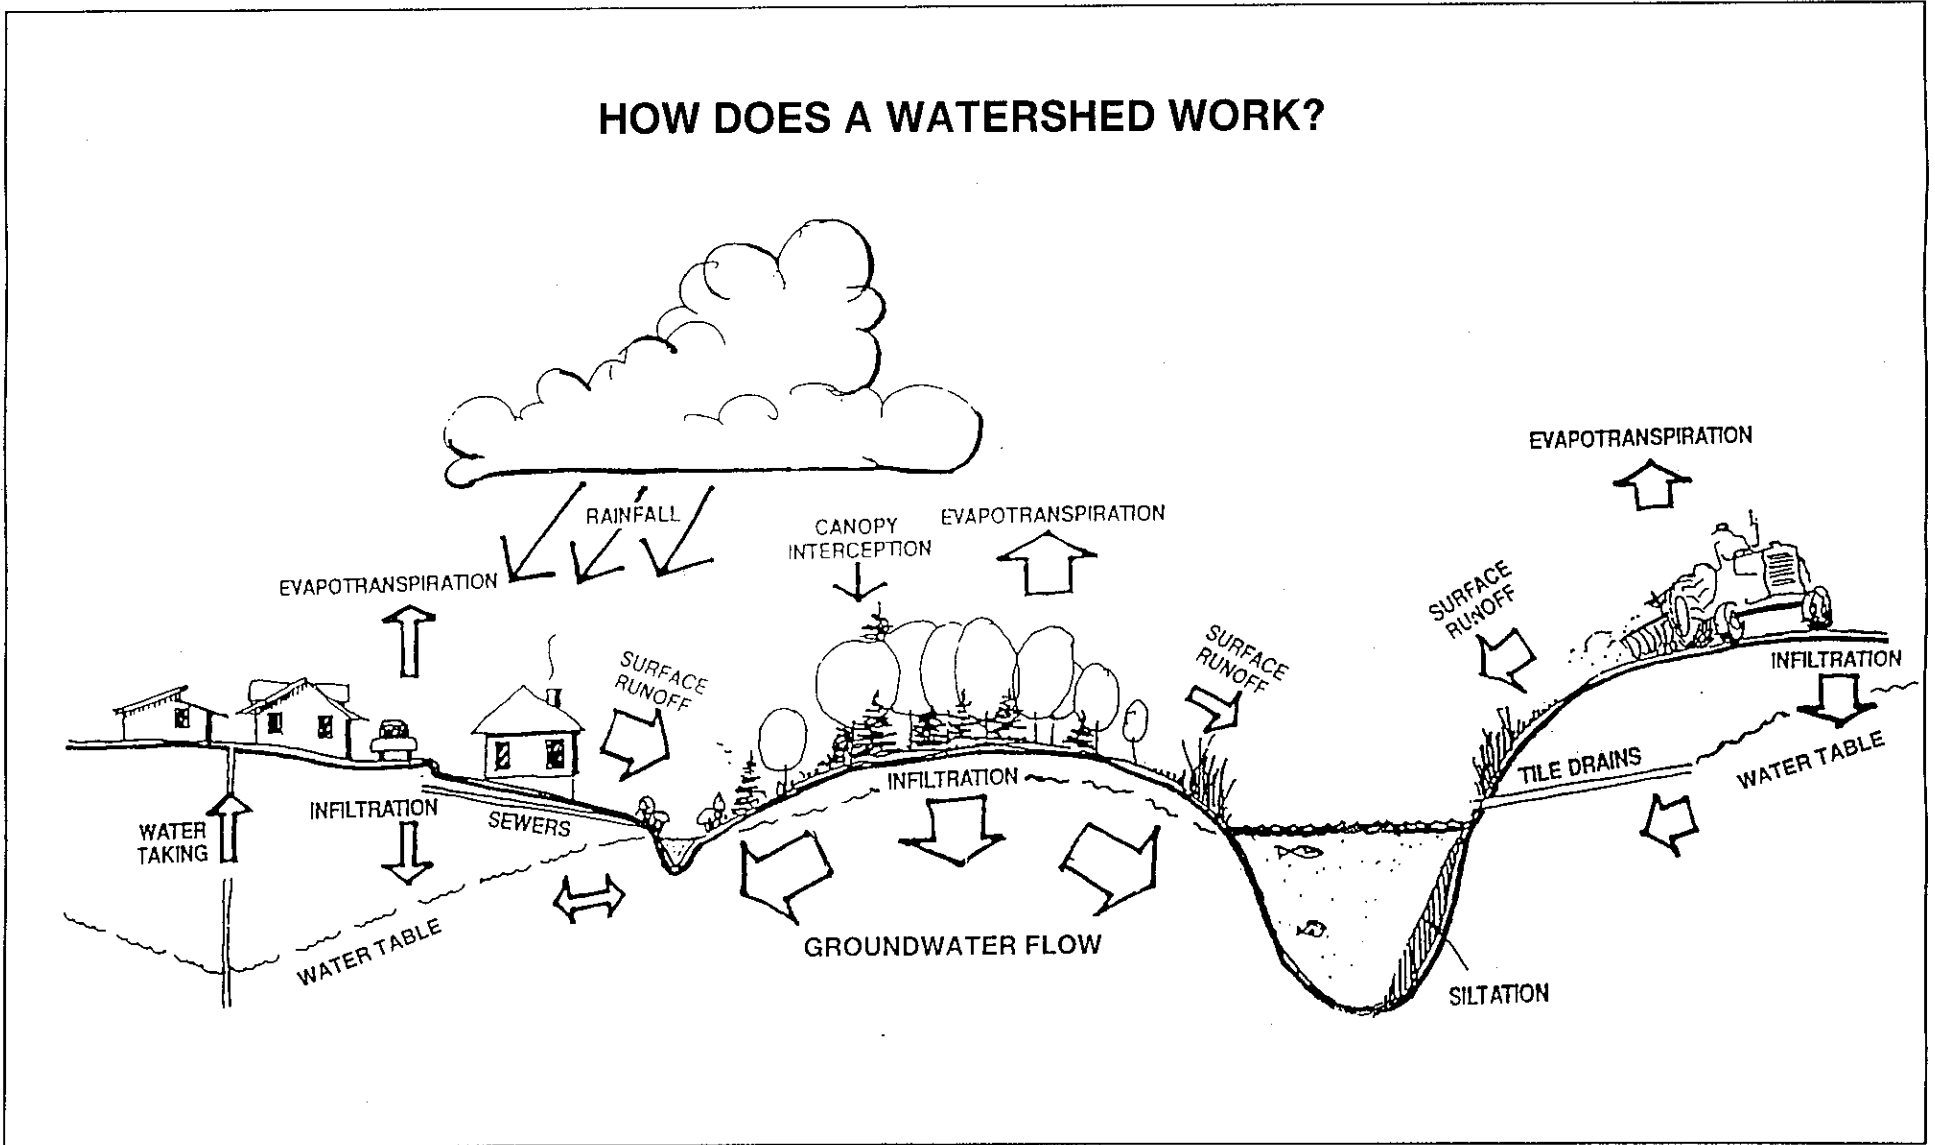 HOW DOES A WATERSHED WORK?
EVAPOTRANSPIRATION
RAINFALL
CANOPY
INTERCEPTION
EVAPOTRANSPIRATION
EVAPOTRANSPIRATION
SURFACE
RUNOFF
SURFACE
RUNOFF
SURFACE
RUNOFF
INFILTRATION
TILE DRAINS
WATER TABLE
INFILTRATION
INFILTRATION
SEWERS
WATER
TAKING
WATER TABLE
GROUNDWATER FLOW
SILTATION